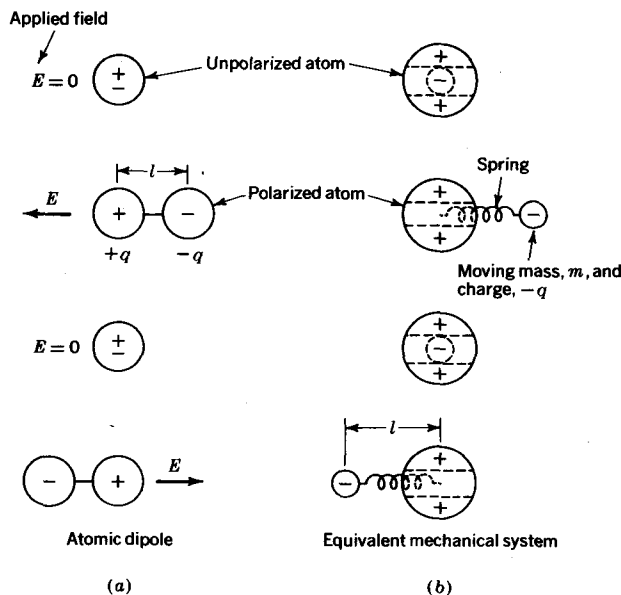 Applied field
E = 0
+
−
Unpolarized atom
+
−
+
l
E
+
−
+q
−q
Polarized atom
Spring
+
+
−
Moving mass, m, and
charge, −q
E = 0
+
−
+
−
+
− + E
l
−
+
+
Atomic dipole
Equivalent mechanical system
(a)
(b)